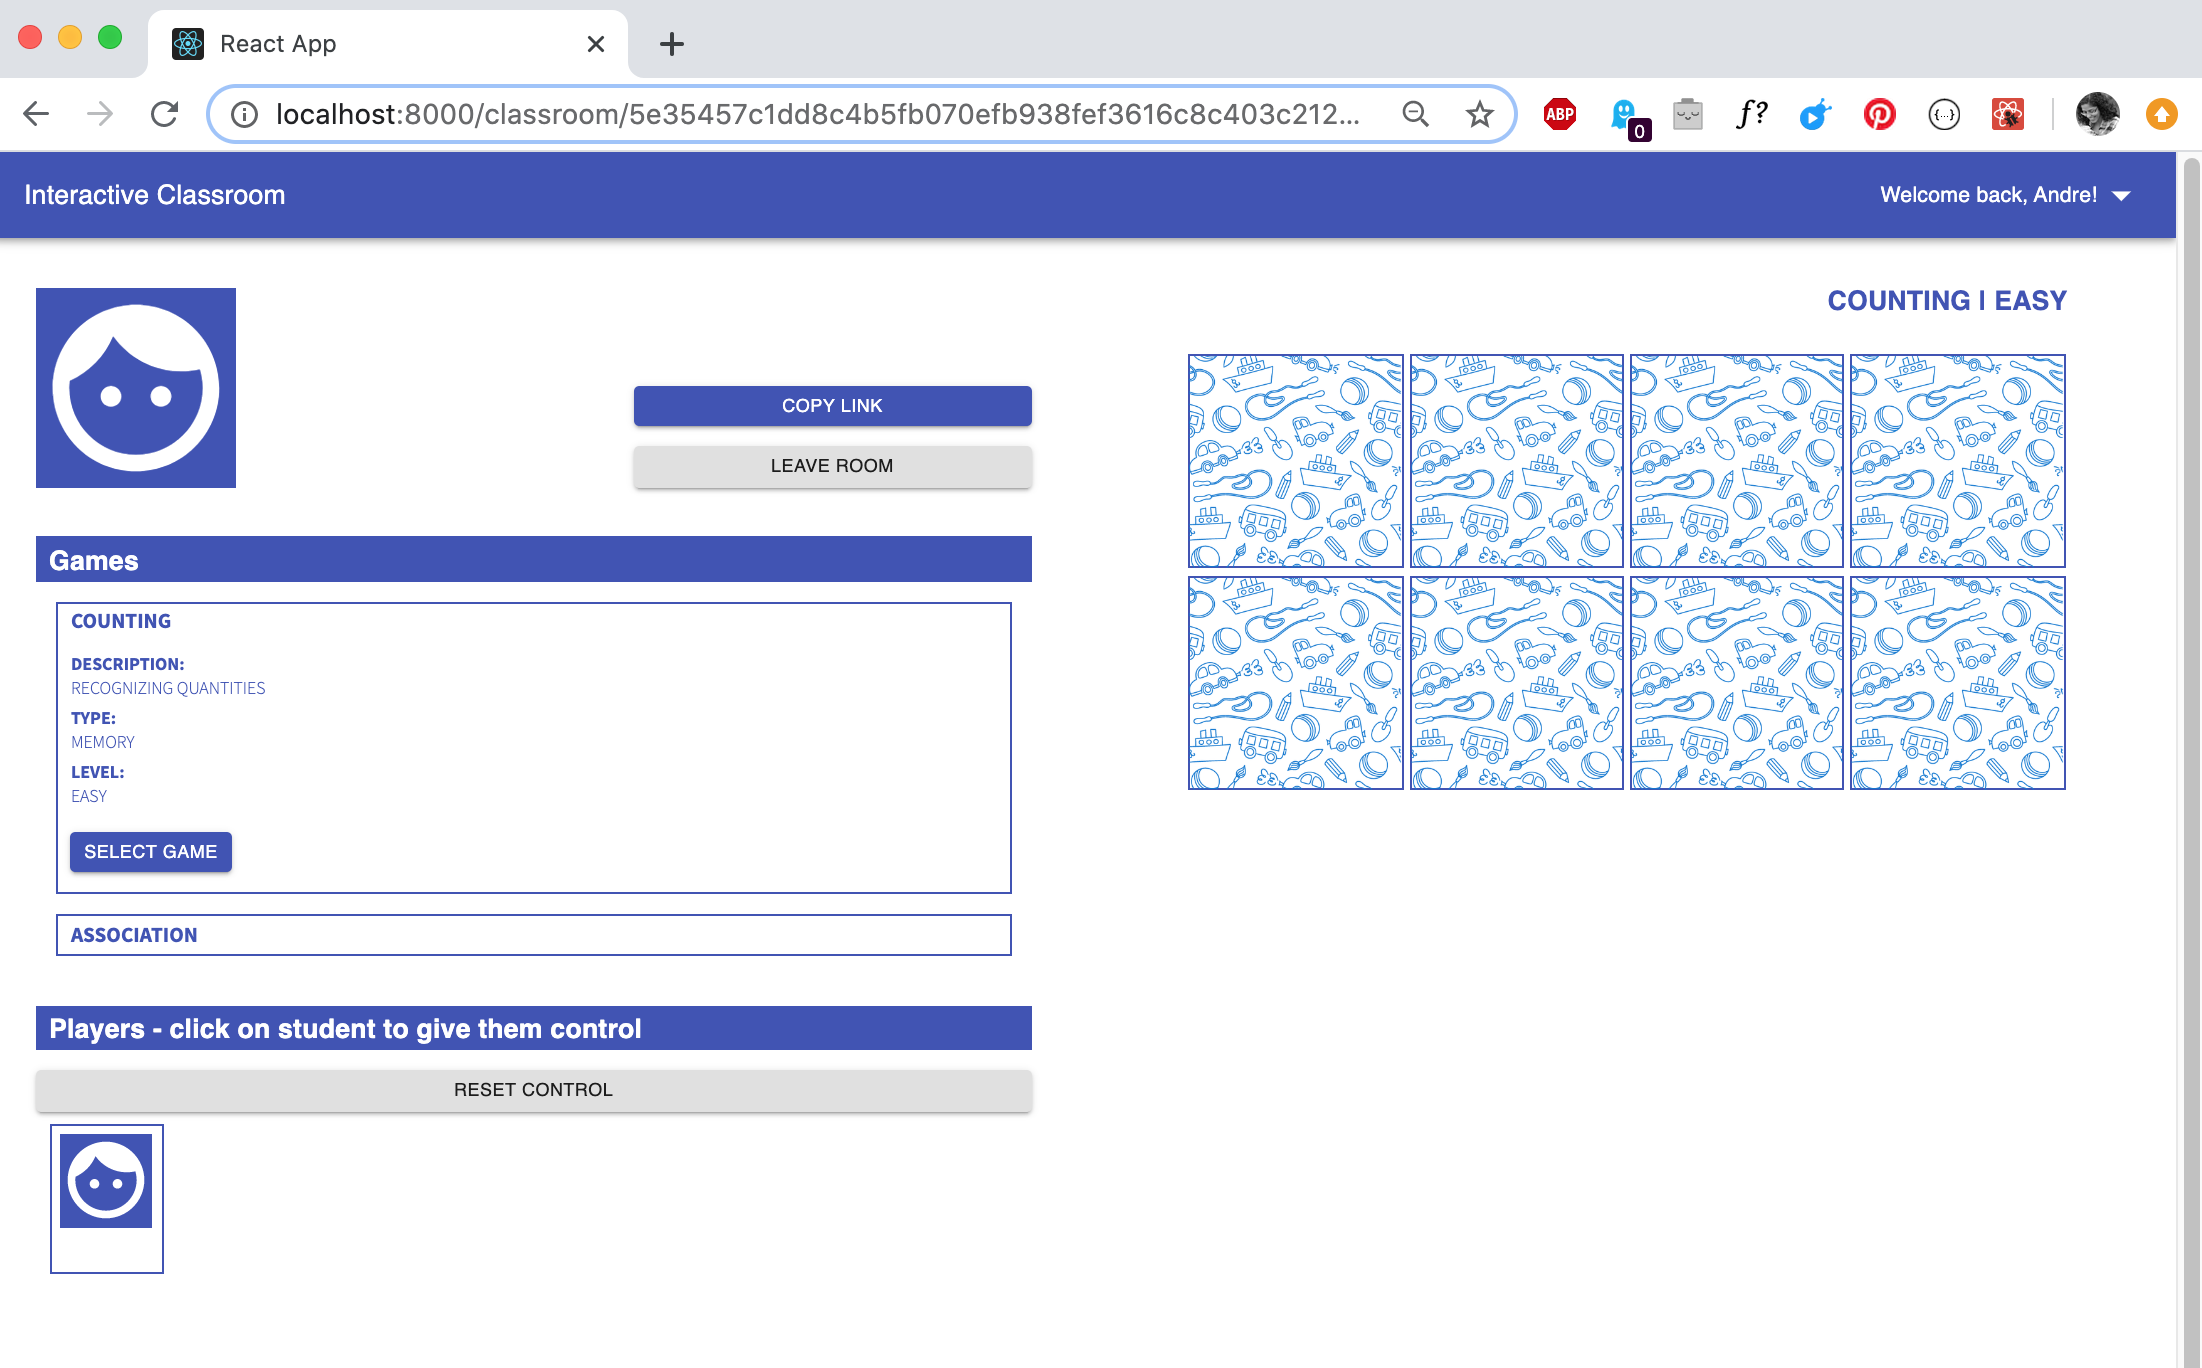 React App
localhost:8000/classroom/5e35457c1dd8c4b5fb070efb938fef3616c8c403c212...
ABP
0
f?
{...}
Interactive Classroom
Welcome back, Andre!
COUNTING | EASY
COPY LINK
LEAVE ROOM
Games
COUNTING
DESCRIPTION:
RECOGNIZING QUANTITIES
TYPE:
MEMORY
LEVEL:
EASY
SELECT GAME
ASSOCIATION
Players - click on student to give them control
RESET CONTROL